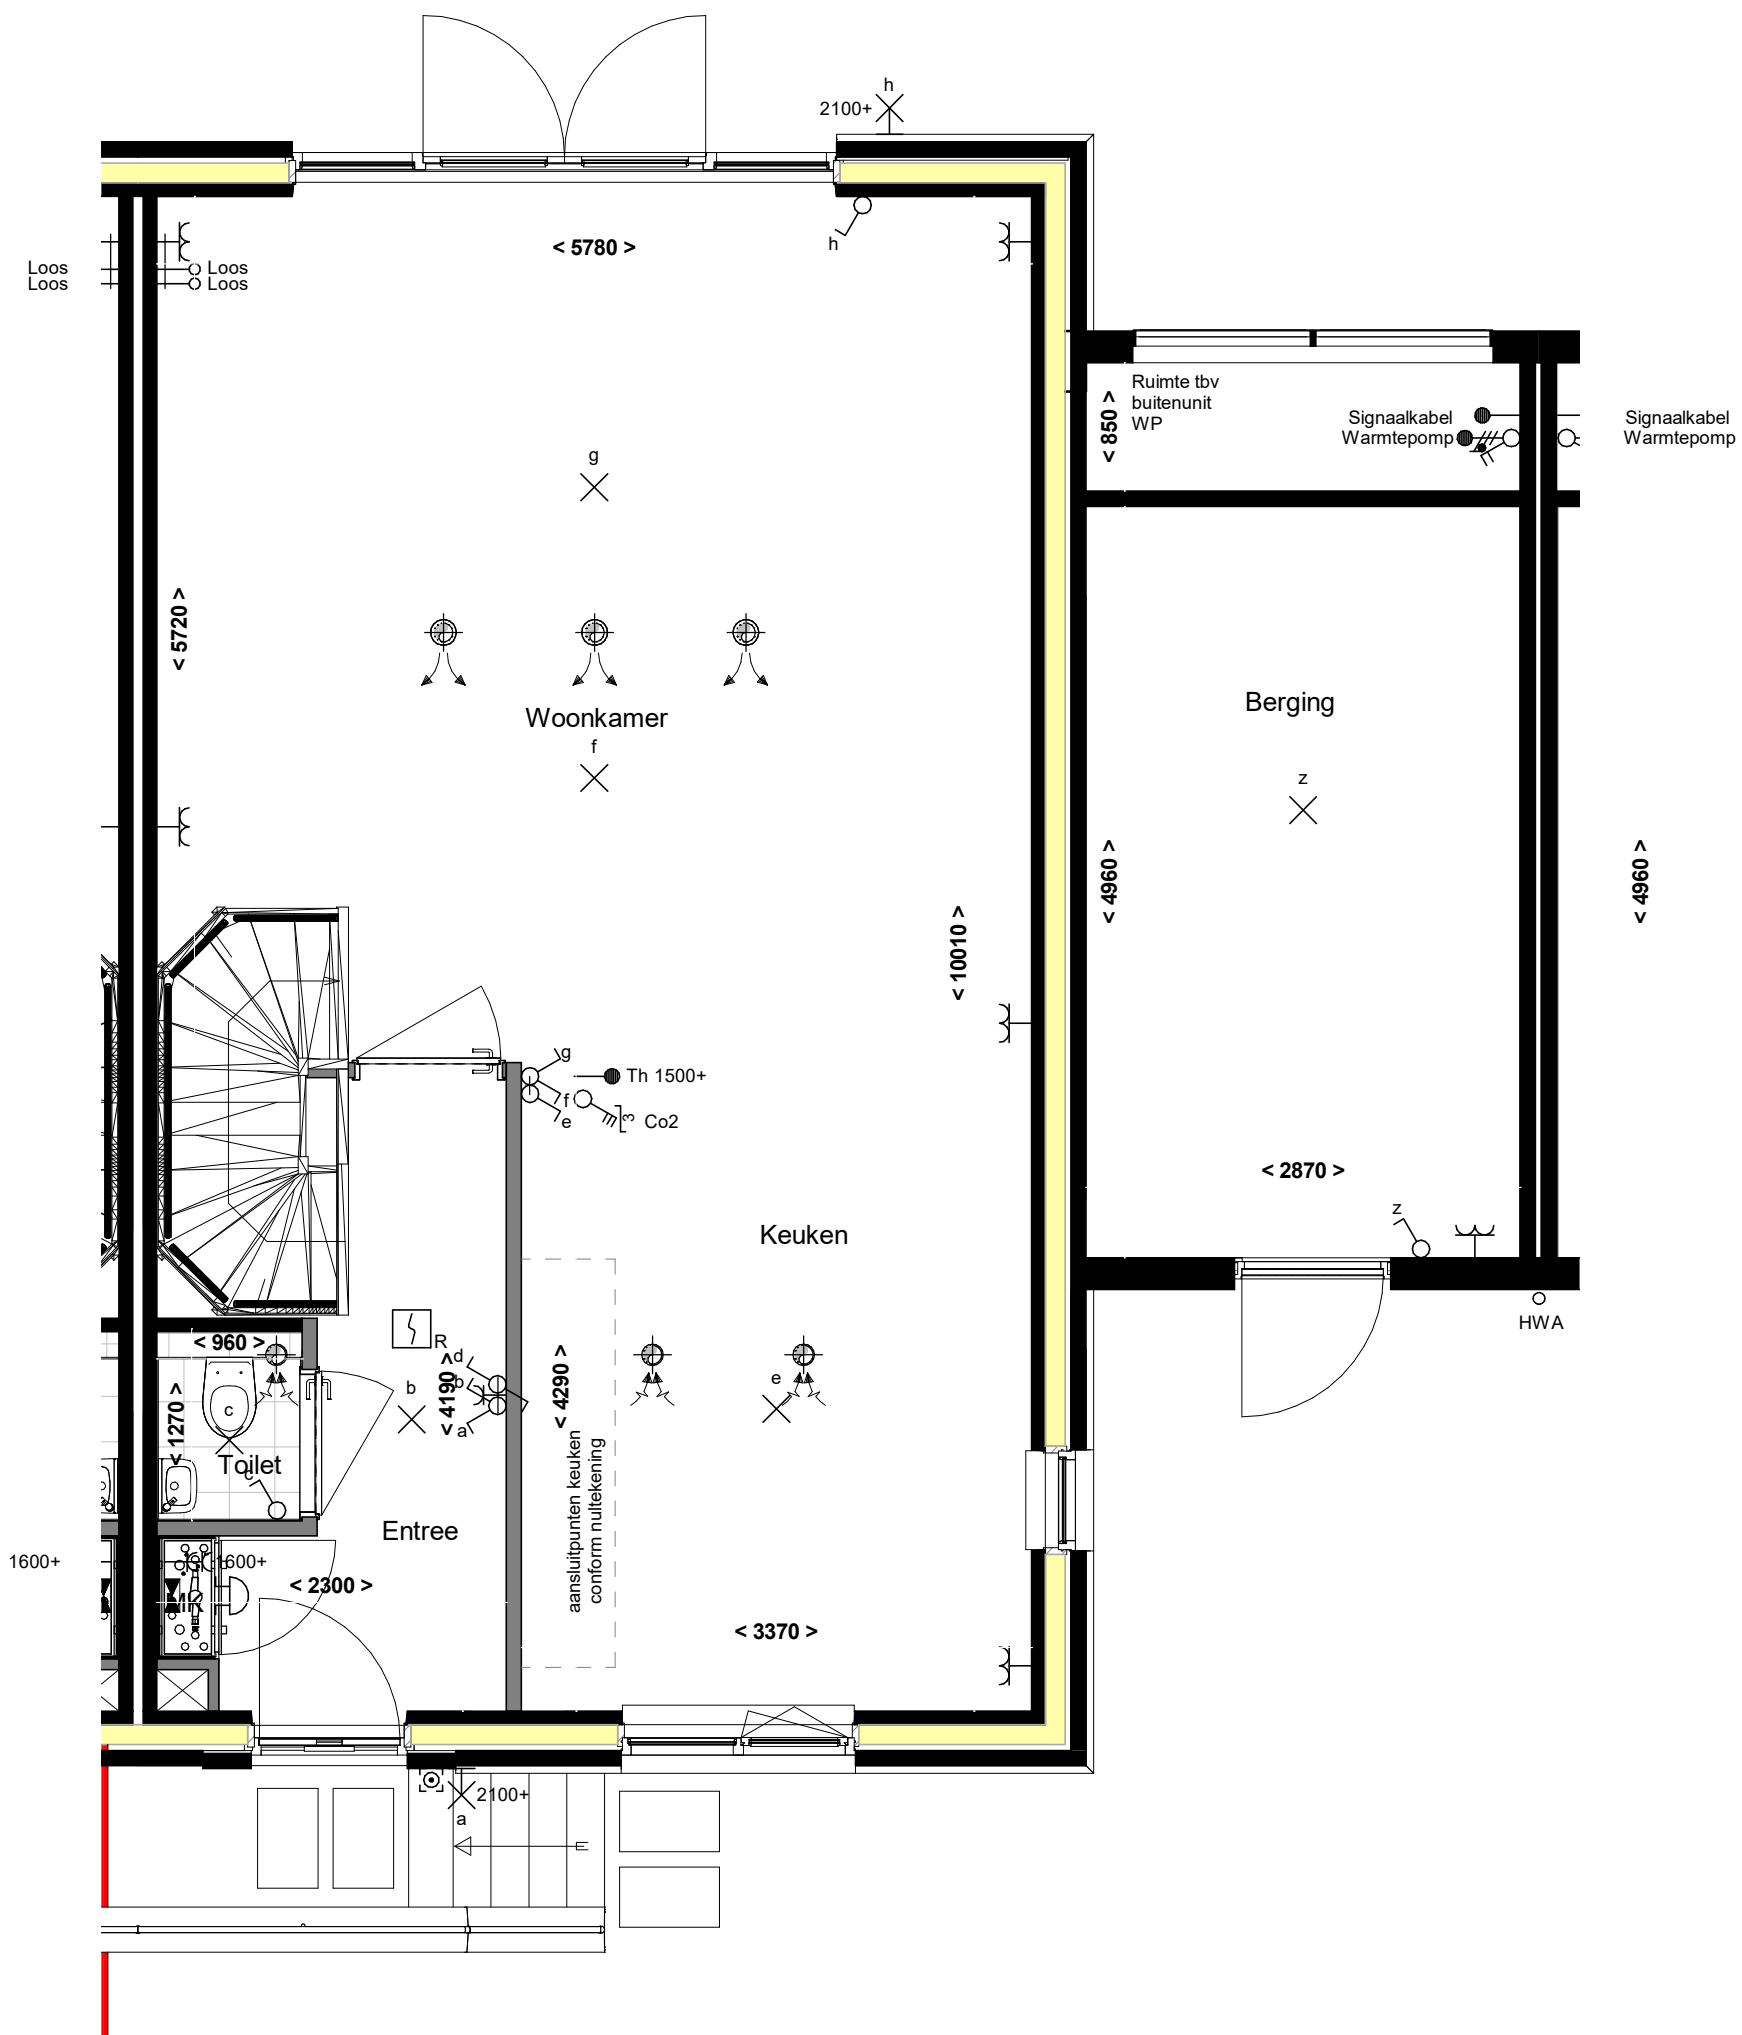 h
2100+
h
< 5780 >
Loos
Loos
Loos
Loos
Ruimte tbv
buitenunit
WP
< 850 >
Signaalkabel
Warmtepomp
Signaalkabel
Warmtepomp
g
< 5720 >
Woonkamer
f
Berging
z
< 4960 >
< 4960 >
< 10010 >
g
Th 1500+
f
e
3
Co2
< 2870 >
z
Keuken
HWA
R
< 960 >
d
b
b
< 4190 >
a
< 4290 >
e
c
< 1270 >
Toilet
c
aansluitpunten keuken
conform nultekening
Entree
1600+
1600+
< 2300 >
MK
< 3370 >
2100+
a
E